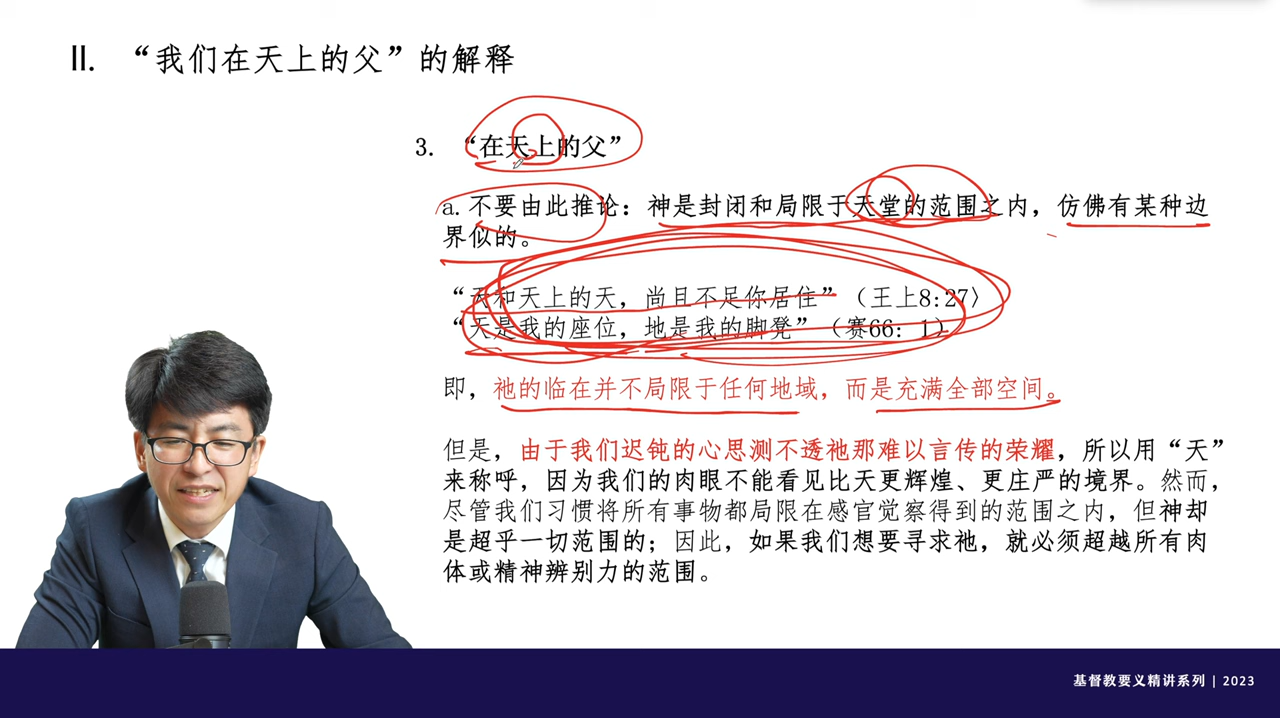 II. “我们在天上的父”的解释
3. “在天上的父”
a. 不要由此推论：神是封闭和局限于天堂的范围之内，仿佛有某种边
界似的。
“天和天上的天，尚且不足你居住”（王上8:27）
“天是我的座位，地是我的脚凳”（赛66：1）
即，祂的临在并不局限于任何地域，而是充满全部空间。
但是，由于我们迟钝的心思测不透祂那难以言传的荣耀，所以用“天”
来称呼，因为我们的肉眼不能看见比天更辉煌、更庄严的境界。然而，
尽管我们习惯将所有事物都局限在感官觉察得到的范围之内，但神却
是超乎一切范围的；因此，如果我们想要寻求祂，就必须超越所有肉
体或精神辨别力的范围。
基督教要义精讲系列 | 2023